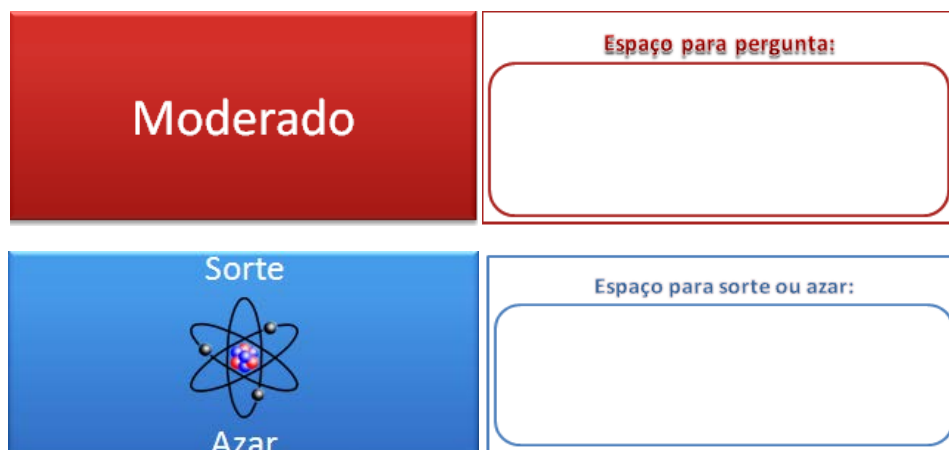 Moderado
Espaço para pergunta:
Sorte
Azar
Espaço para sorte ou azar: